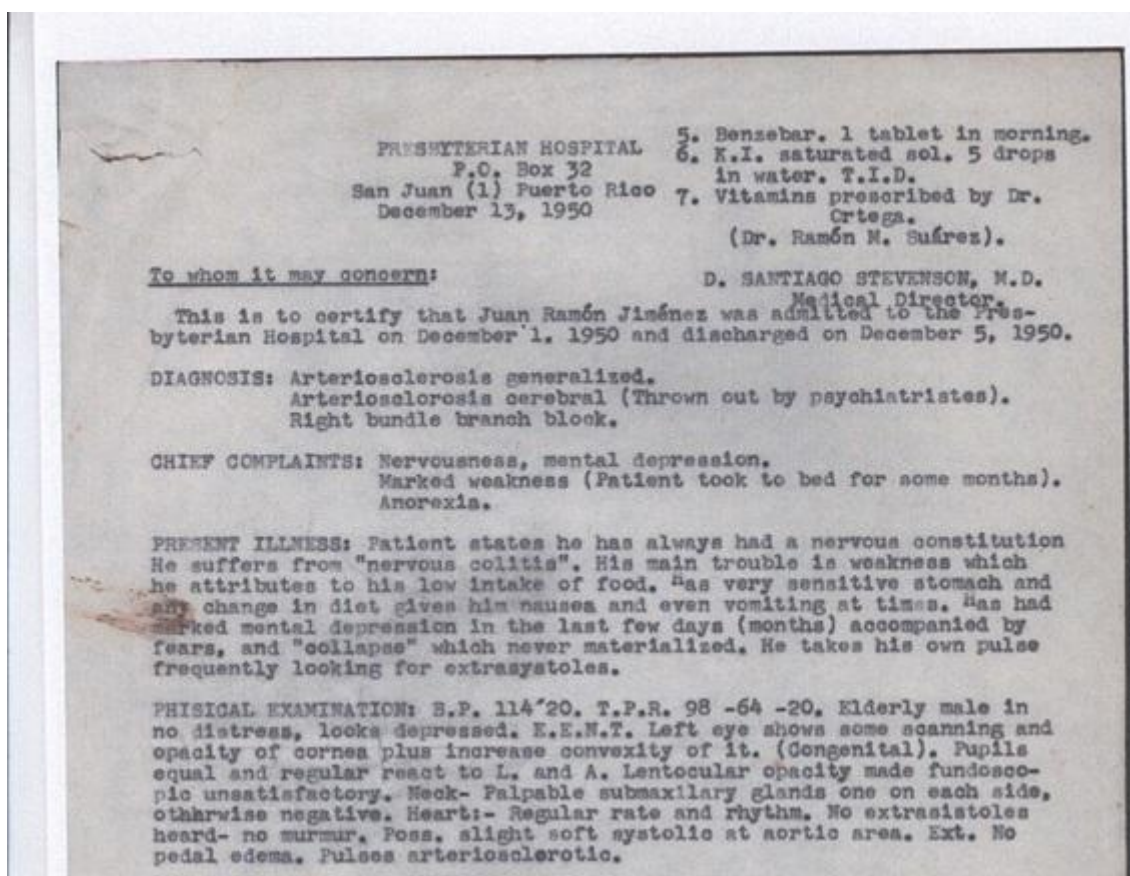 PRESBYTERIAN HOSPITAL
P.O. Box 32
San Juan (1) Puerto Rico
December 13, 1950
5. Benzebar. 1 tablet in morning.
6. K.I. saturated sol. 5 drops
in water. T.I.D.
7. Vitamins prescribed by Dr.
Ortega.
(Dr. Ramón M. Suárez).
D. SANTIAGO STEVENSON, M.D.
Medical Director.
To whom it may concern:
This is to certify that Juan Ramón Jiménez was admitted to the Pres-
byterian Hospital on December 1. 1950 and discharged on December 5, 1950.
DIAGNOSIS: Arteriosclerosis generalized.
Arteriosclorosis cerebral (Thrown out by psychiatristes).
Right bundle branch block.
CHIEF COMPLAINTS: Nervousness, mental depression.
Marked weakness (Patient took to bed for some months).
Anorexia.
PRESENT ILLNESS: Patient states he has always had a nervous constitution
He suffers from "nervous colitis". His main trouble is weakness which
he attributes to his low intake of food. Has very sensitive stomach and
any change in diet gives him nausea and even vomiting at times. Has had
marked mental depression in the last few days (months) accompanied by
fears, and "collapse" which never materialized. He takes his own pulse
frequently looking for extrasystoles.
PHISICAL EXAMINATION: B.P. 114 20. T.P.R. 98 -64 -20. Elderly male in
no distress, looks depressed. E.E.N.T. Left eye shows some scanning and
opacity of cornea plus increase convexity of it. (Congenital). Pupils
equal and regular react to L. and A. Lentocular opacity made fundosco-
pic unsatisfactory. Neck- Palpable submaxilary glands one on each side,
otharwise negative. Heart:- Regular rate and rhythm. No extrasistoles
heard- no murmur. Poss. slight soft systolic at aortic area. Ext. No
pedal edema. Pulses arteriosclerotic.